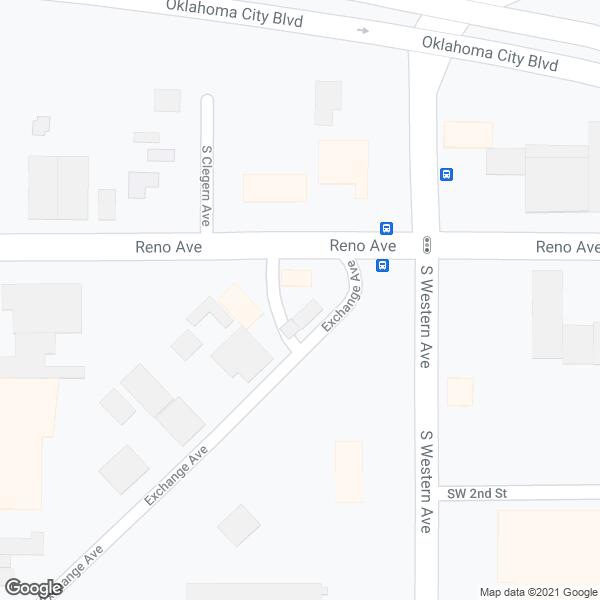 Oklahoma City Blvd
Oklahoma City Blvd
S Clegern Ave
Reno Ave
Reno Ave
Reno Ave
Exchange Ave
S Western Ave
S Western Ave
Exchange Ave
SW 2nd St
Exchange Ave
Google
Map data ©2021 Google